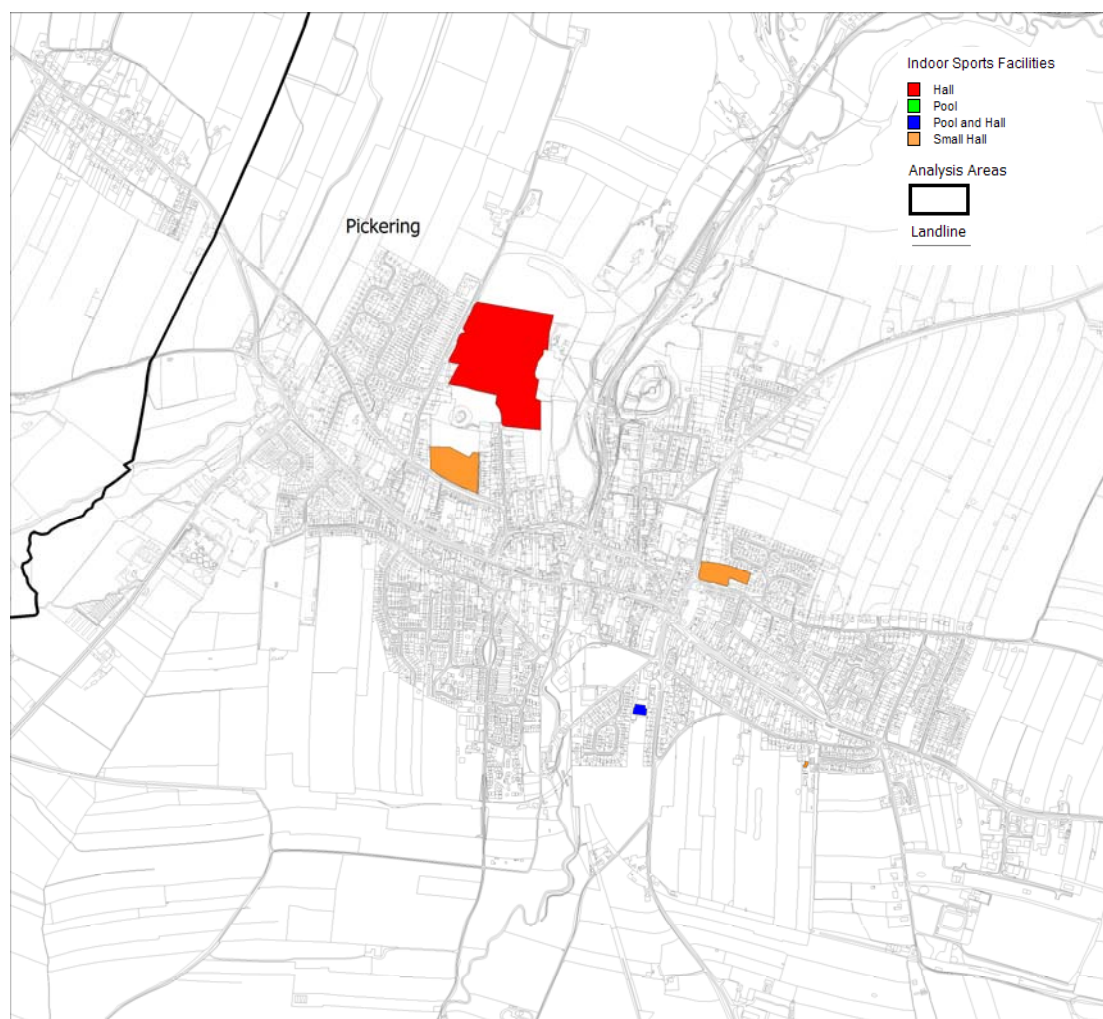 Indoor Sports Facilities
Hall
Pool
Pool and Hall
Small Hall
Analysis Areas
Landline
Pickering